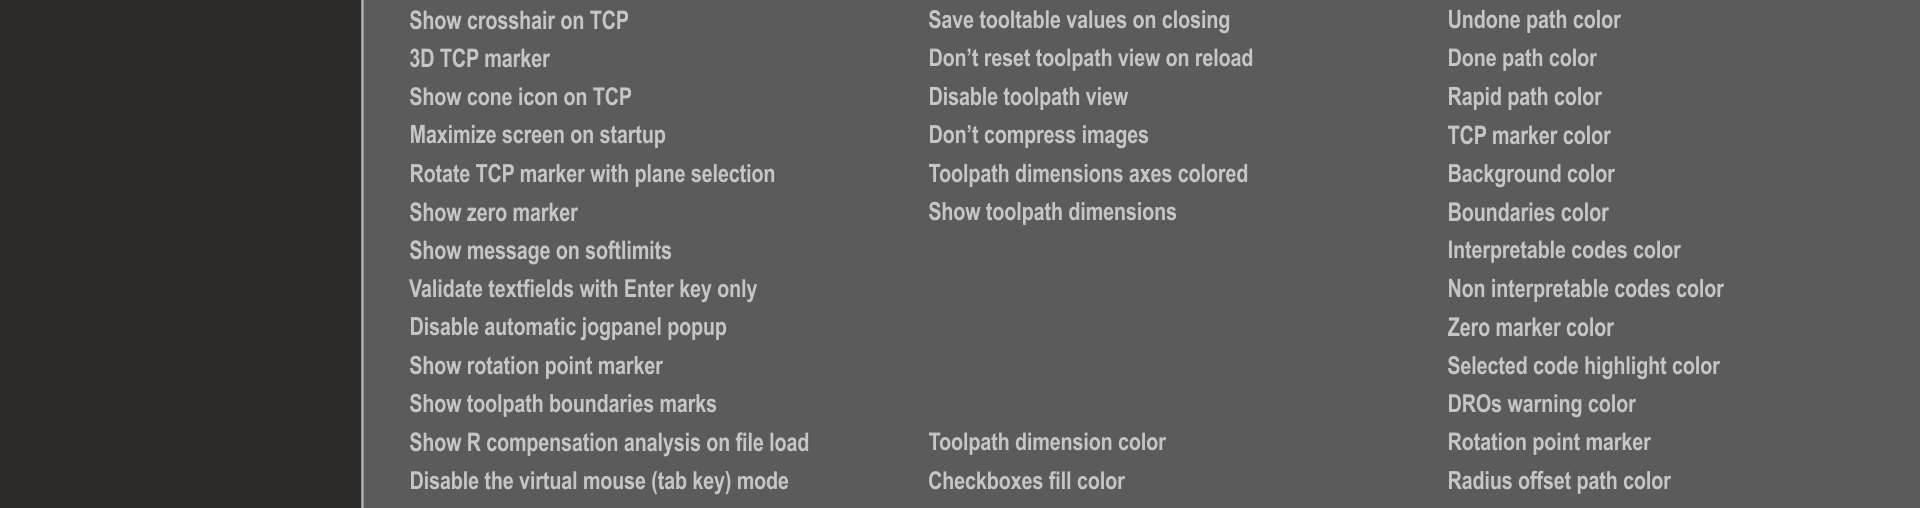 Show crosshair on TCP
3D TCP marker
Show cone icon on TCP
Maximize screen on startup
Rotate TCP marker with plane selection
Show zero marker
Show message on softlimits
Validate textfields with Enter key only
Disable automatic jogpanel popup
Show rotation point marker
Show toolpath boundaries marks
Show R compensation analysis on file load
Disable the virtual mouse (tab key) mode
Save tooltable values on closing
Don’t reset toolpath view on reload
Disable toolpath view
Don’t compress images
Toolpath dimensions axes colored
Show toolpath dimensions
Toolpath dimension color
Checkboxes fill color
Undone path color
Done path color
Rapid path color
TCP marker color
Background color
Boundaries color
Interpretable codes color
Non interpretable codes color
Zero marker color
Selected code highlight color
DROs warning color
Rotation point marker
Radius offset path color